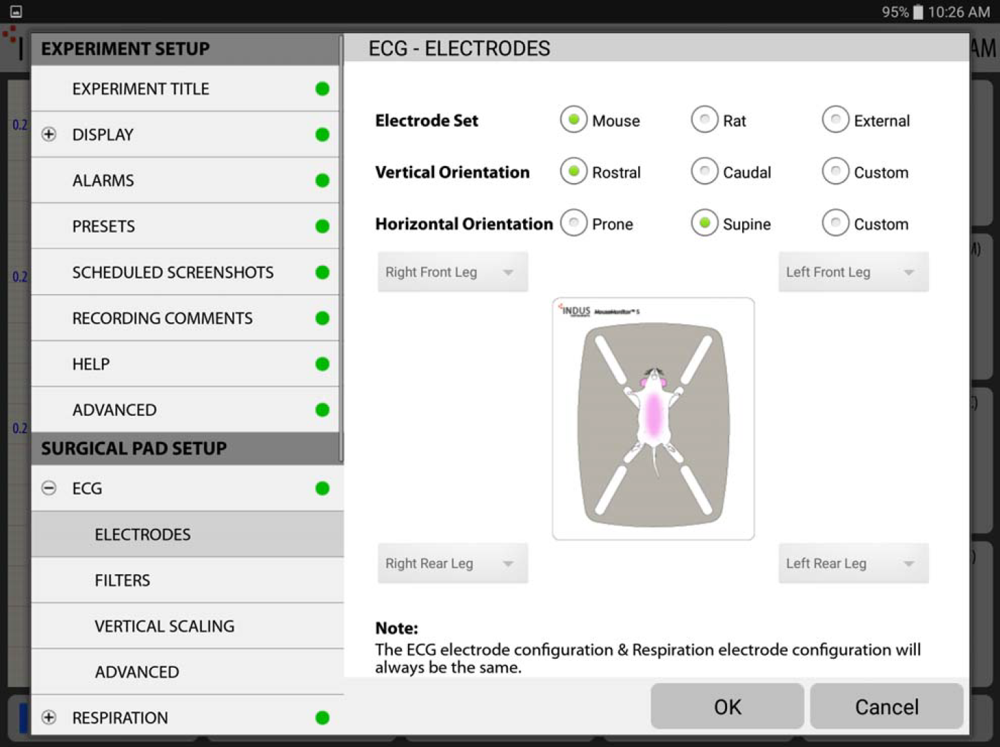 95% 10:26 AM
EXPERIMENT SETUP
ECG - ELECTRODES
AM
EXPERIMENT TITLE
DISPLAY
ALARMS
PRESETS
SCHEDULED SCREENSHOTS
RECORDING COMMENTS
HELP
ADVANCED
SURGICAL PAD SETUP
ECG
ELECTRODES
FILTERS
VERTICAL SCALING
ADVANCED
RESPIRATION
0.2
0.2
0.2
Electrode Set Mouse Rat External
Vertical Orientation Rostral Caudal Custom
Horizontal Orientation Prone Supine Custom
Right Front Leg Left Front Leg
INDUS MouseMonitor™ S
Right Rear Leg Left Rear Leg
Note:
The ECG electrode configuration & Respiration electrode configuration will
always be the same.
OK Cancel